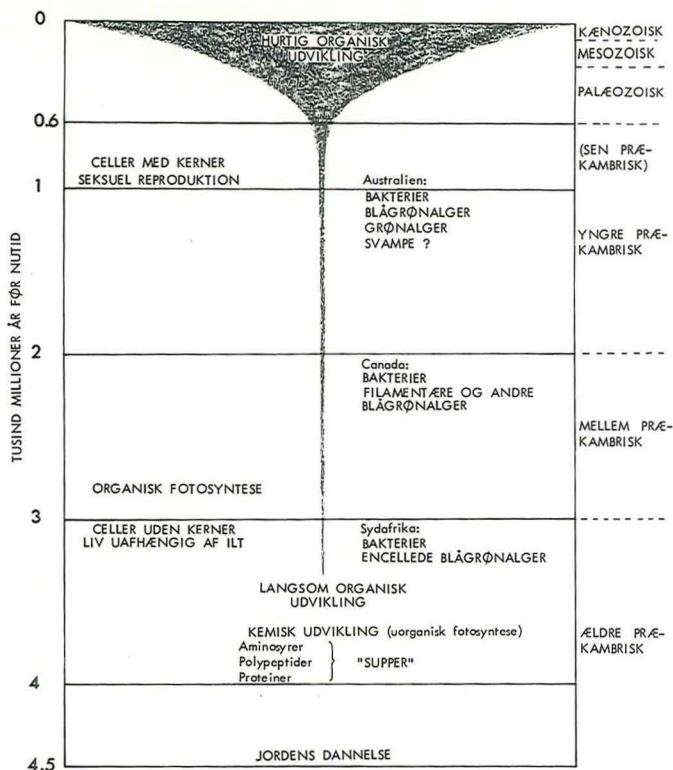 0
HURTIG ORGANISK
UDVIKLING
KÆNOZOISK
MESOZOISK
PALÆOZOISK
0.6
CELLER MED KERNER
SEKSUEL REPRODUKTION
(SEN PRÆ-
KAMBRISK)
1
Australien:
BAKTERIER
BLÅGRØNALGER
GRØNALGER
SVAMPE ?
YNGRE PRÆ-
KAMBRISK
TUSIND MILLIONER ÅR FØR NUTID
2
Canada:
BAKTERIER
FILAMENTÆRE OG ANDRE
BLÅGRØNALGER
MELLEM PRÆ-
KAMBRISK
ORGANISK FOTOSYNTESE
3
CELLER UDEN KERNER
LIV UAFHÆNGIG AF ILT
Sydafrika:
BAKTERIER
ENCELLEDE BLÅGRØNALGER
LANGSOM ORGANISK
UDVIKLING
KEMISK UDVIKLING (uorganisk fotosyntese)
Aminosyrer
Polypeptider
Proteiner
"SUPPER"
ÆLDRE PRÆ-
KAMBRISK
4
JORDENS DANNELSE
4.5